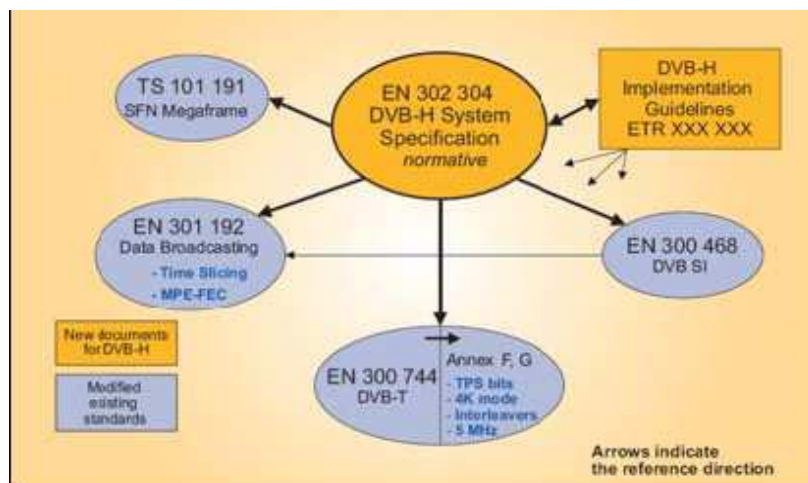 TS 101 191
SFN Megaframe
EN 302 304
DVB-H System
Specification
normative
DVB-H
Implementation
Guidelines
ETR XXX XXX
EN 301 192
Data Broadcasting
- Time Slicing
- MPE-FEC
EN 300 468
DVB SI
New documents
for DVB-H
Modified
existing
standards
EN 300 744
DVB-T
Annex F, G
- TPS bits
- 4K mode
- Interleavers
- 5 MHz
Arrows indicate
the reference direction